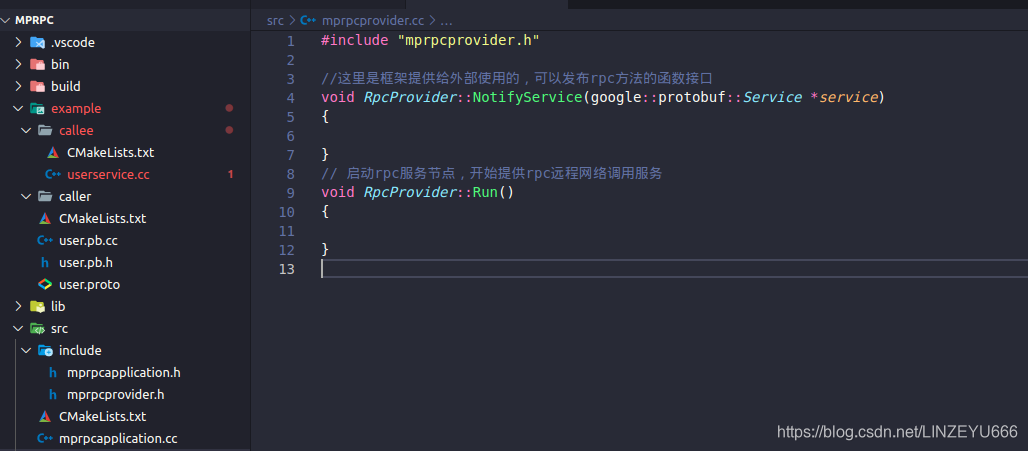 MPRPC
.vscode
bin
build
example
callee
CMakeLists.txt
userservice.cc 1
caller
CMakeLists.txt
user.pb.cc
user.pb.h
user.proto
lib
src
include
mprpcapplication.h
mprpcprovider.h
CMakeLists.txt
mprpcapplication.cc
src > C++ mprpcprovider.cc > ...
1 #include "mprpcprovider.h"
2
3 //这里是框架提供给外部使用的，可以发布rpc方法的函数接口
4 void RpcProvider::NotifyService(google::protobuf::Service *service)
5 {
6
7 }
8 // 启动rpc服务节点，开始提供rpc远程网络调用服务
9 void RpcProvider::Run()
10 {
11
12 }
13
https://blog.csdn.net/LINZEYU666